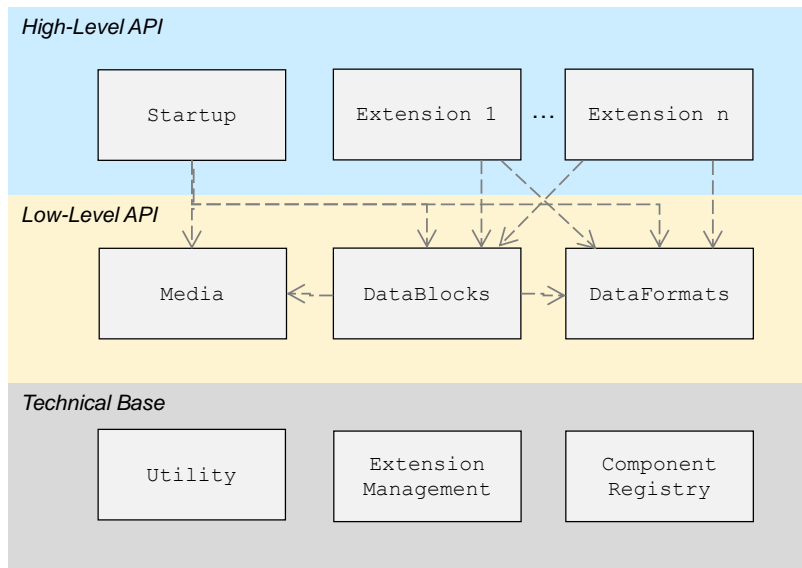 High-Level API
Startup
Extension 1
...
Extension n
Low-Level API
Media
DataBlocks
DataFormats
Technical Base
Utility
Extension
Management
Component
Registry